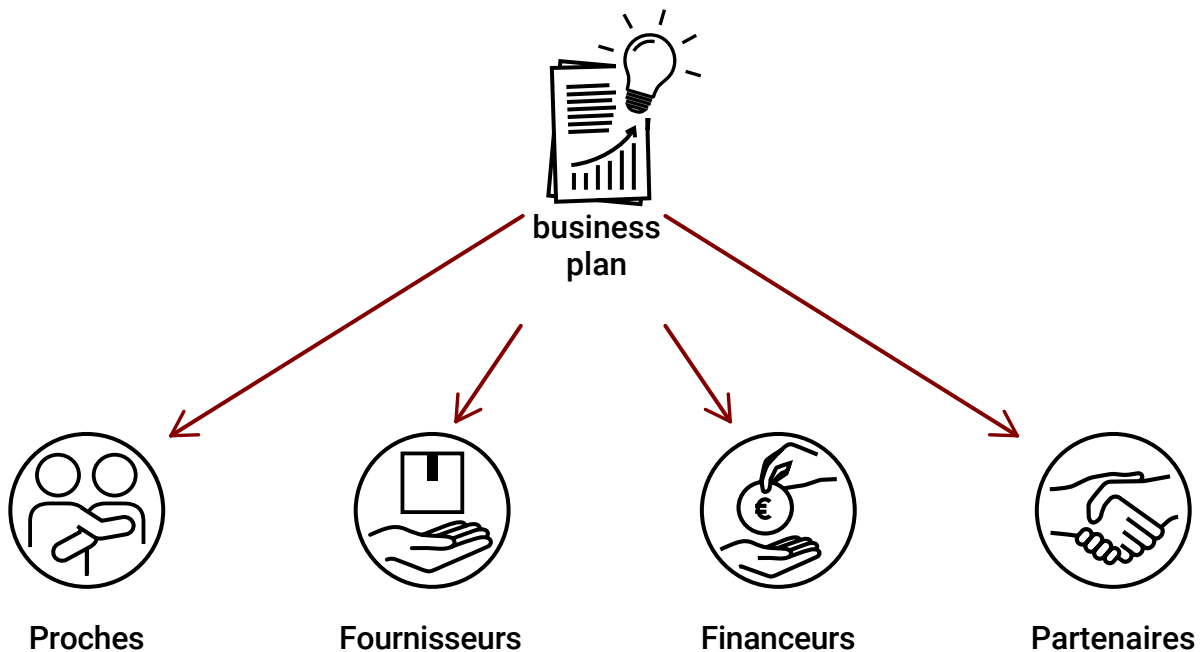 business
plan
€
Proches
Fournisseurs
Financeurs
Partenaires